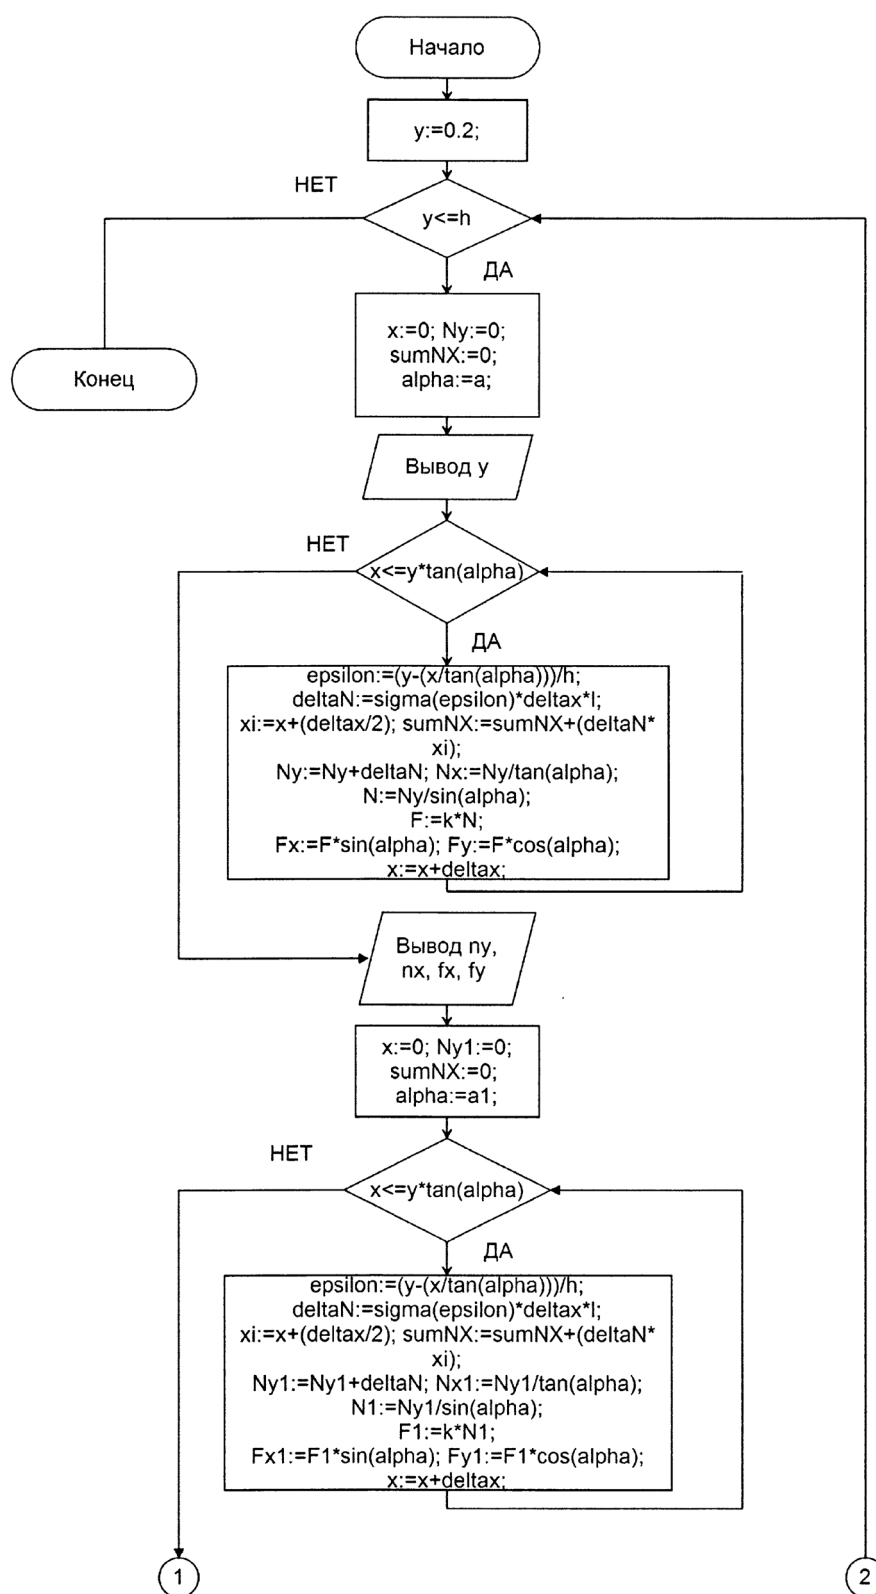 Начало
y:=0.2;
НЕТ
y<=h
ДА
x:=0; Ny:=0;
sumNX:=0;
alpha:=a;
Конец
Вывод y
НЕТ
x<=y*tan(alpha)
ДА
epsilon:=(y-(x/tan(alpha)))/h;
deltaN:=sigma(epsilon)*deltax*l;
xi:=x+(deltax/2); sumNX:=sumNX+(deltaN*
xi);
Ny:=Ny+deltaN; Nx:=Ny/tan(alpha);
N:=Ny/sin(alpha);
F:=k*N;
Fx:=F*sin(alpha); Fy:=F*cos(alpha);
x:=x+deltax;
Вывод ny,
nx, fx, fy
x:=0; Ny1:=0;
sumNX:=0;
alpha:=a1;
НЕТ
x<=y*tan(alpha)
ДА
epsilon:=(y-(x/tan(alpha)))/h;
deltaN:=sigma(epsilon)*deltax*l;
xi:=x+(deltax/2); sumNX:=sumNX+(deltaN*
xi);
Ny1:=Ny1+deltaN; Nx1:=Ny1/tan(alpha);
N1:=Ny1/sin(alpha);
F1:=k*N1;
Fx1:=F1*sin(alpha); Fy1:=F1*cos(alpha);
x:=x+deltax;
1
2